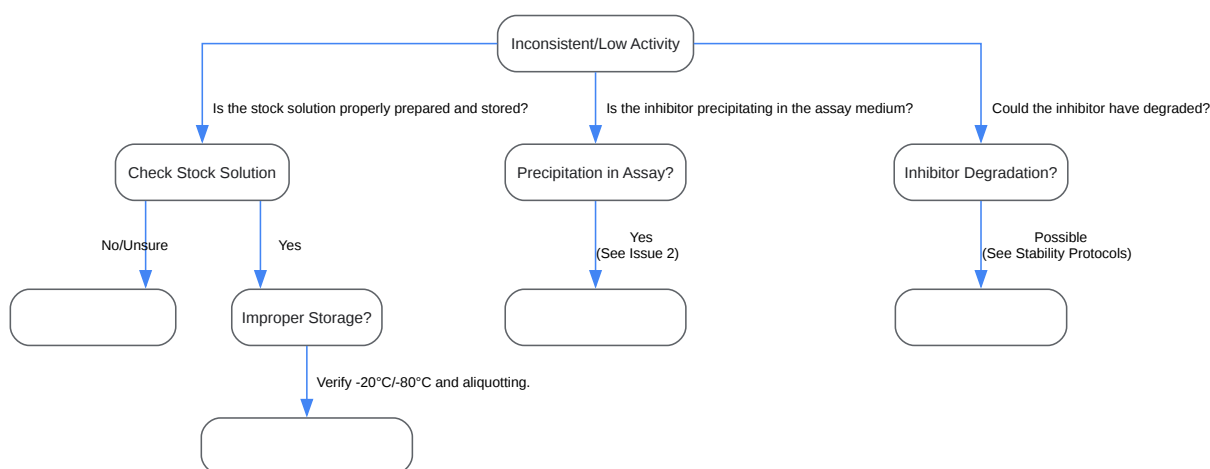 Inconsistent/Low Activity
Is the stock solution properly prepared and stored?
Is the inhibitor precipitating in the assay medium?
Could the inhibitor have degraded?
Check Stock Solution
Precipitation in Assay?
Inhibitor Degradation?
No/Unsure
Yes
Yes
(See Issue 2)
Possible
(See Stability Protocols)
Improper Storage?
Verify -20°C/-80°C and aliquotting.